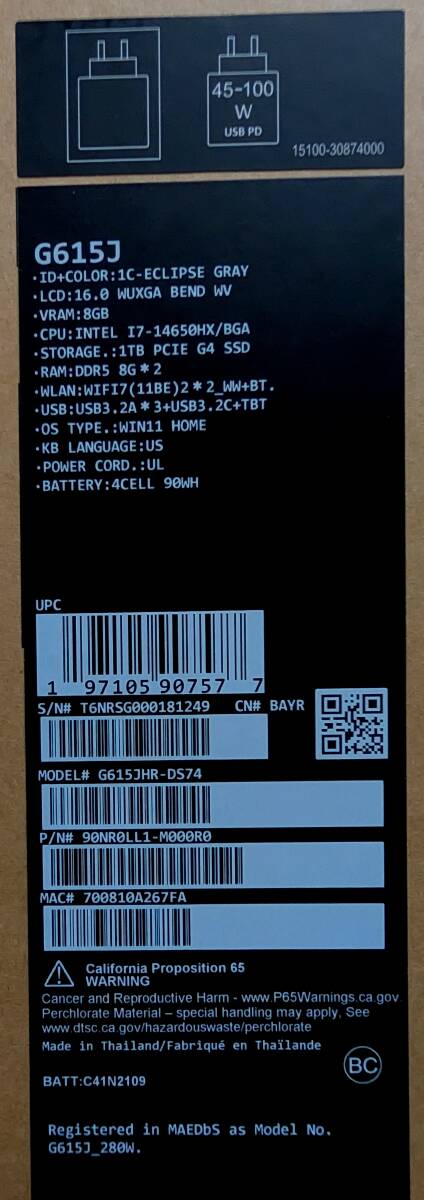 45-100
W
USB PD
15100-30874000
G615J
·ID+COLOR:1C-ECLIPSE GRAY
·LCD:16.0 WUXGA BEND WV
·VRAM:8GB
·CPU:INTEL I7-14650HX/BGA
·STORAGE.:1TB PCIE G4 SSD
·RAM:DDR5 8G*2
·WLAN:WIFI7(11BE)2*2_WW+BT.
·USB:USB3.2A*3+USB3.2C+TBT
·OS TYPE.:WIN11 HOME
·KB LANGUAGE:US
·POWER CORD.:UL
·BATTERY:4CELL 90WH
UPC
1 97105 90757 7
S/N# T6NRSG000181249 CN# BAYR
MODEL# G615JHR-DS74
P/N# 90NR0LL1-M000R0
MAC# 700810A267FA
California Proposition 65
WARNING
Cancer and Reproductive Harm - www.P65Warnings.ca.gov
Perchlorate Material – special handling may apply, See
www.dtsc.ca.gov/hazardouswaste/perchlorate
Made in Thailand/Fabriqué en Thaïlande
BC
BATT:C41N2109
Registered in MAEDbS as Model No.
G615J_280W.